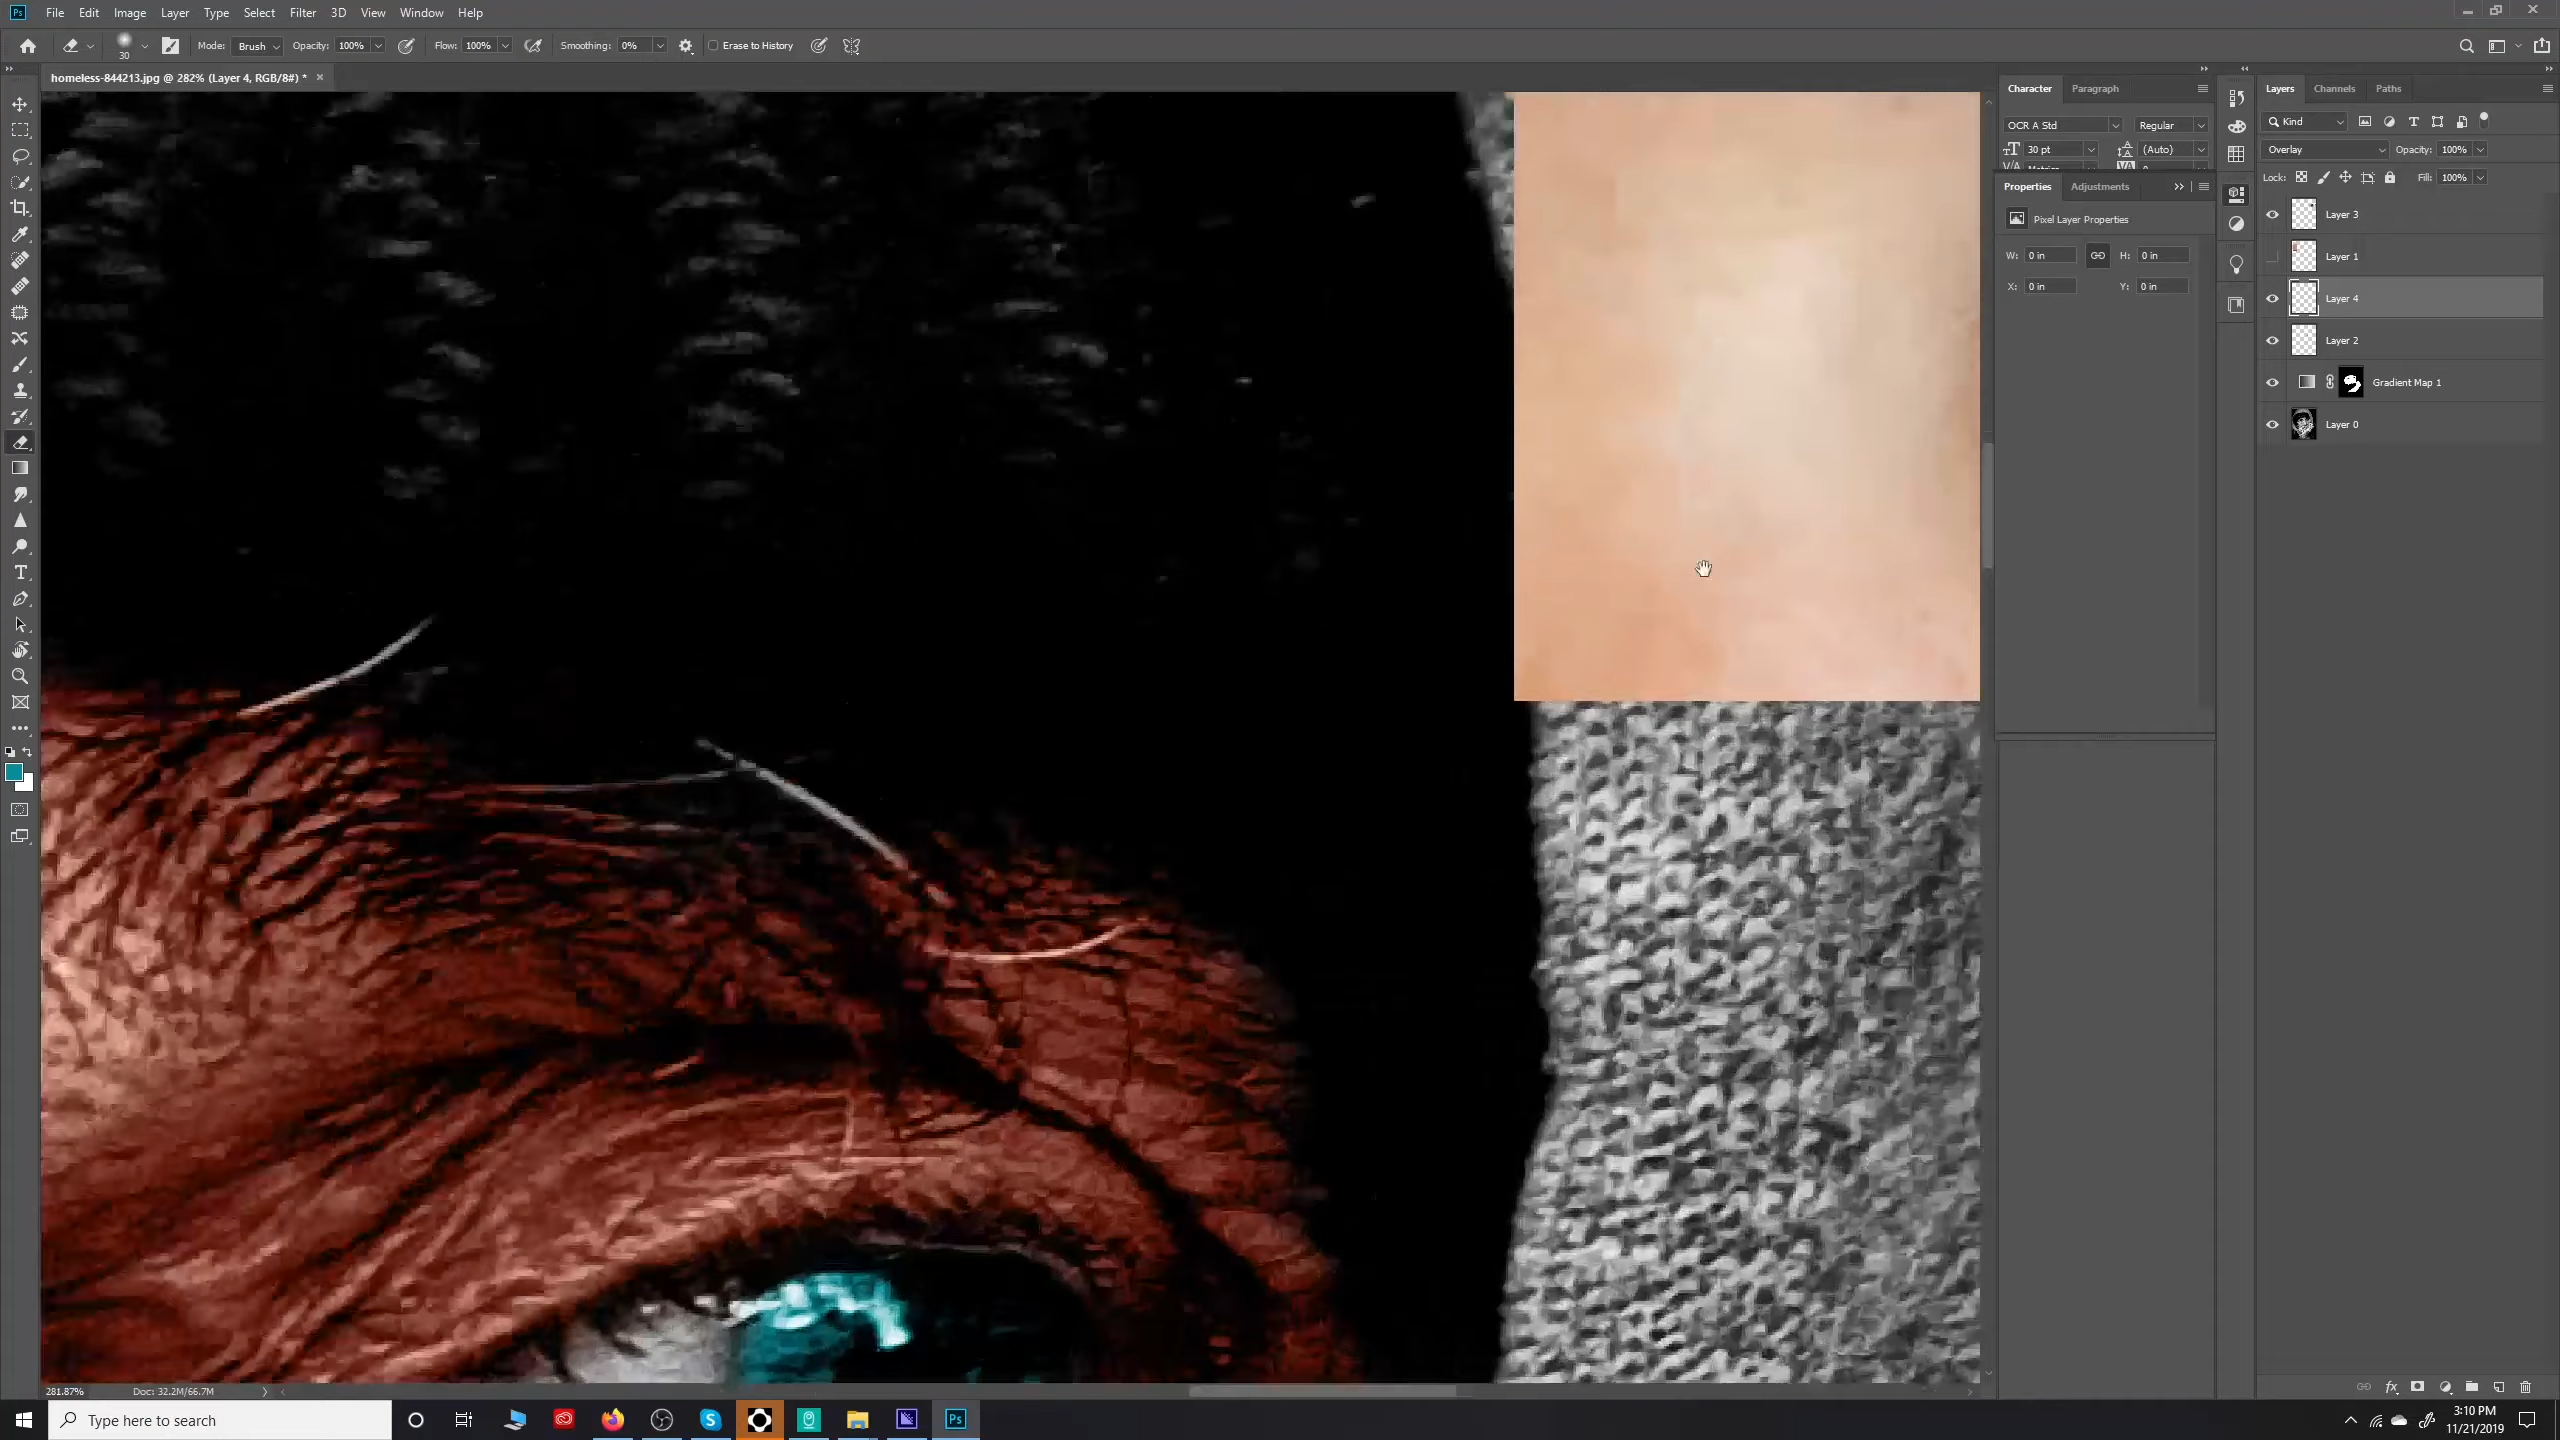 Ps File Edit Image Layer Type Select Filter 3D View Window Help
30 Mode: Brush Opacity: 100% Flow: 100% Smoothing: 0% Erase to History
homeless-844213.jpg @ 282% (Layer 4, RGB/8#) * ×
Character Paragraph
OCR A Std Regular
30 pt (Auto)
Properties Adjustments
Pixel Layer Properties
W: 0 in H: 0 in
X: 0 in Y: 0 in
Layers Channels Paths
Kind
Overlay Opacity: 100%
Lock: Fill: 100%
Layer 3
Layer 1
Layer 4
Layer 2
Gradient Map 1
Layer 0
281.87% Doc: 32.2M/66.7M
Type here to search
Ps
3:10 PM
11/21/2019